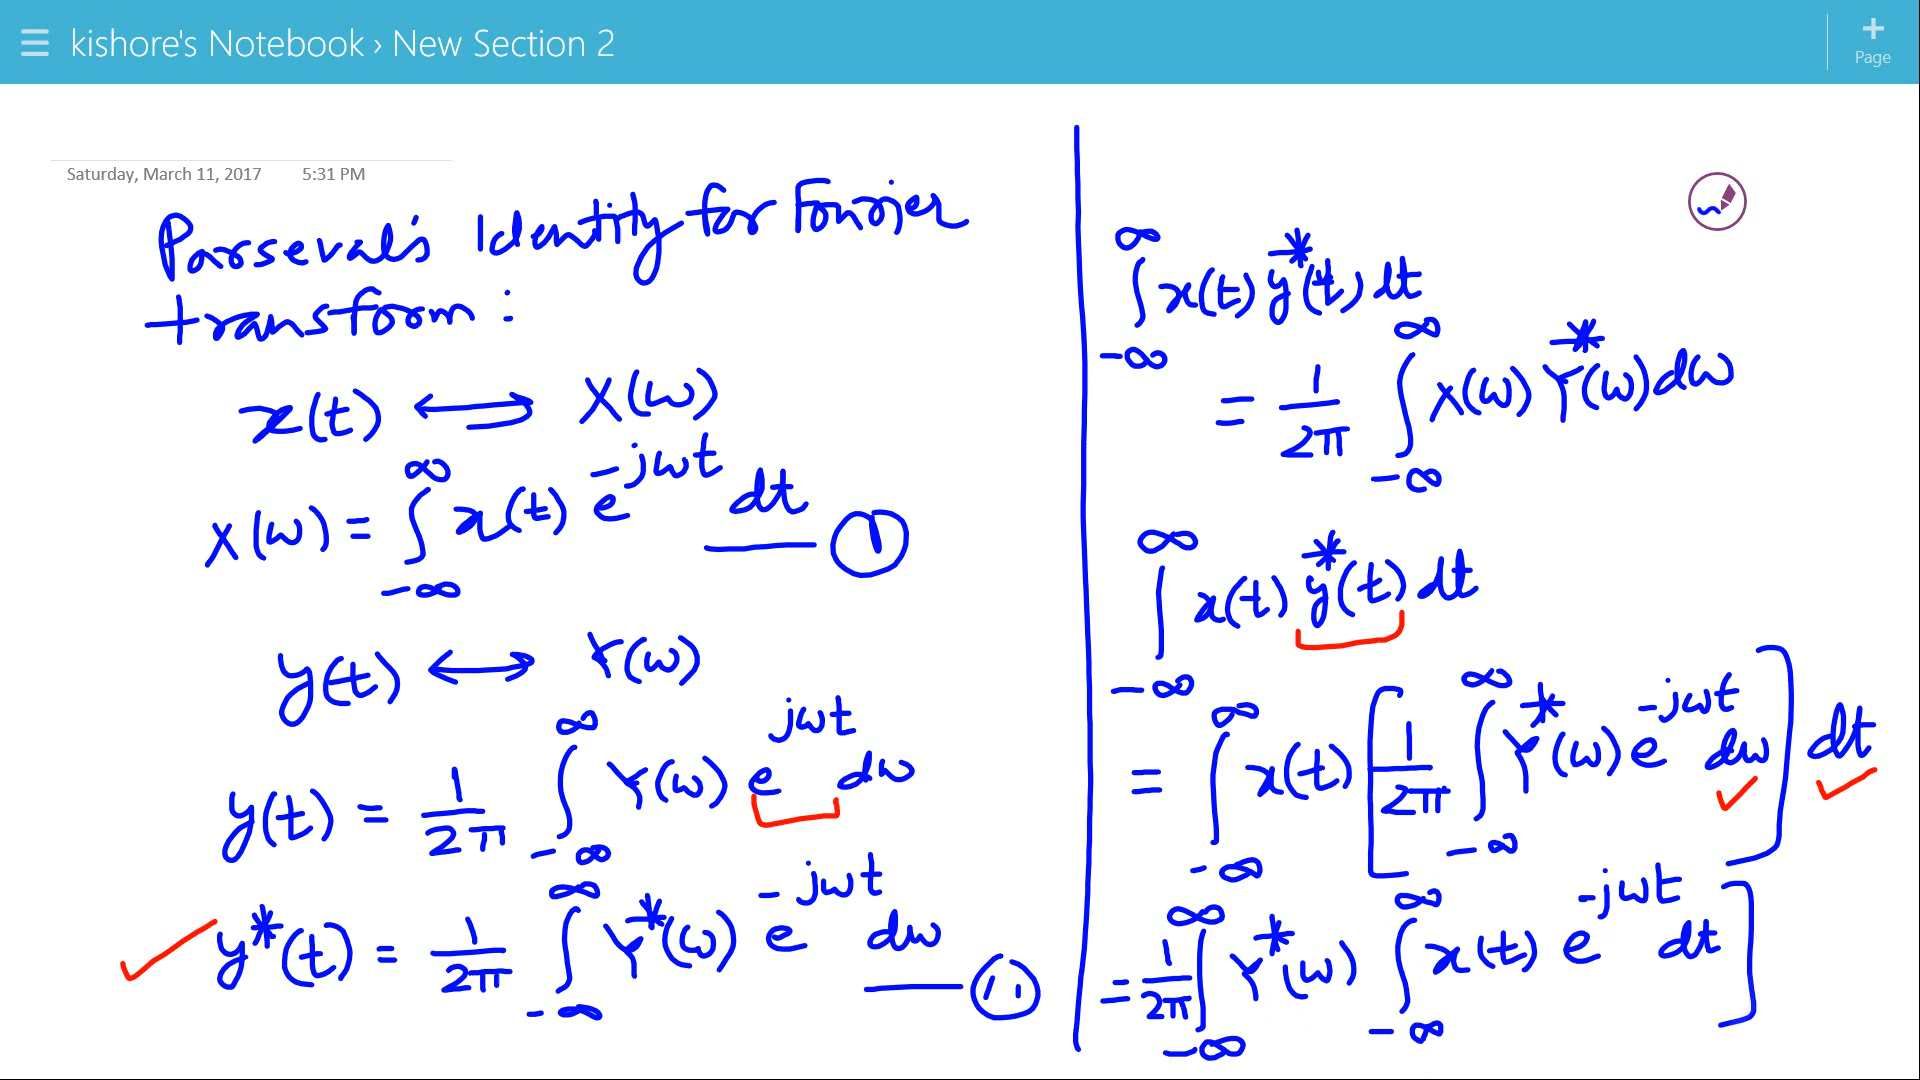 kishore's Notebook › New Section 2
+
Page
Saturday, March 11, 2017 5:31 PM
Parseval's Identity for Fourier
transform :
x(t) ⟷ X(ω)
X(ω) = ∫_{-∞}^{∞} x(t) e^{-jωt} dt —— ①
y(t) ⟷ Y(ω)
y(t) = 1/2π ∫_{-∞}^{∞} Y(ω) e^{jωt} dω
✓ y*(t) = 1/2π ∫_{-∞}^{∞} Y*(ω) e^{-jωt} dω —— (11)
∫_{-∞}^{∞} x(t) y*(t) dt
= 1/2π ∫_{-∞}^{∞} X(ω) Y*(ω) dω
∫_{-∞}^{∞} x(t) y*(t) dt
= ∫_{-∞}^{∞} x(t) [ 1/2π ∫_{-∞}^{∞} Y*(ω) e^{-jωt} dω ] dt
= 1/2π ∫_{-∞}^{∞} Y*(ω) ∫_{-∞}^{∞} x(t) e^{-jωt} dt ]